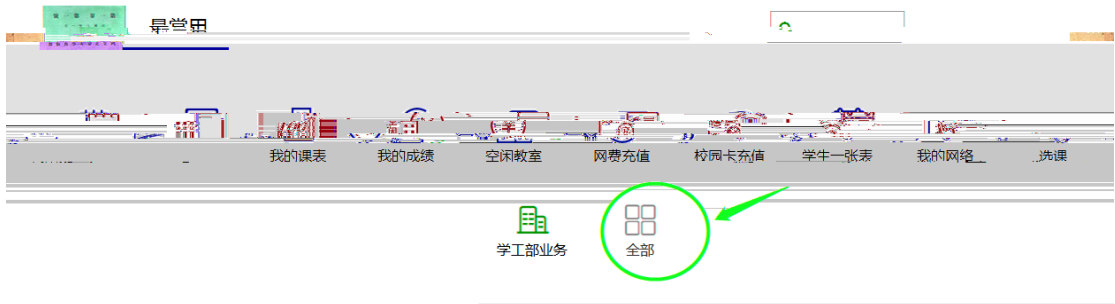 最常用
我的课表 我的成绩 空闲教室 网费充值 校园卡充值 学生一张表 我的网络 选课
学工部业务 全部